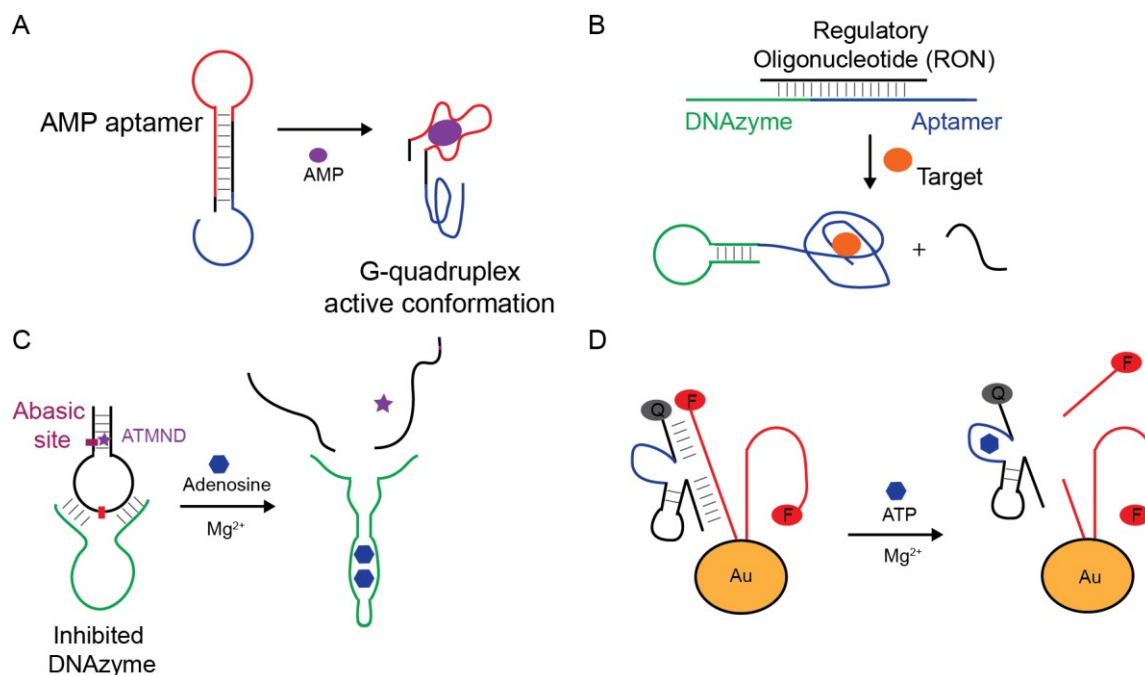 A
AMP aptamer
AMP
G-quadruplex
active conformation
B
Regulatory
Oligonucleotide (RON)
DNAzyme
Aptamer
Target
+
C
Abasic
site
ATMND
Adenosine
Mg²⁺
Inhibited
DNAzyme
D
Q
F
F
Au
ATP
Mg²⁺
F
Q
F
Au